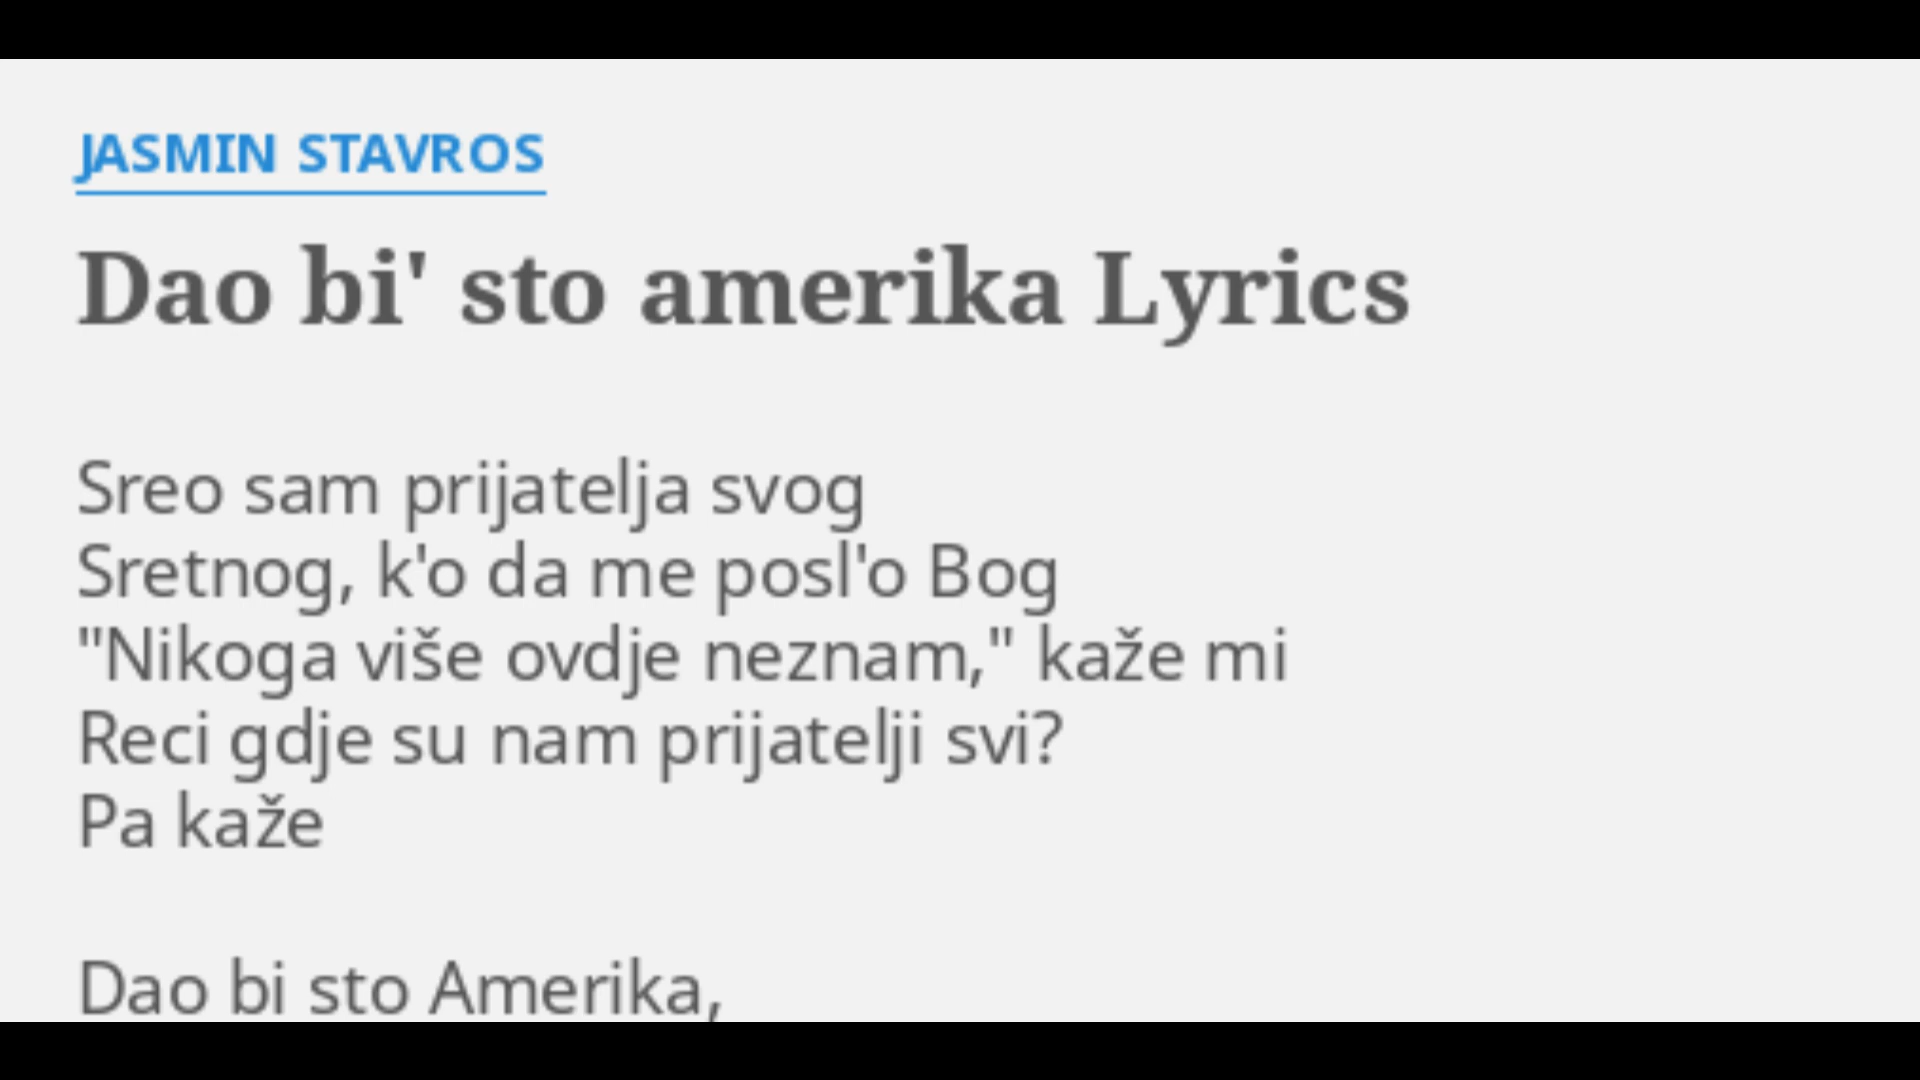 JASMIN STAVROS
Dao bi' sto amerika Lyrics
Sreo sam prijatelja svog
Sretnog, k'o da me posl'o Bog
"Nikoga više ovdje neznam," kaže mi
Reci gdje su nam prijatelji svi?
Pa kaže
Dao bi sto Amerika,